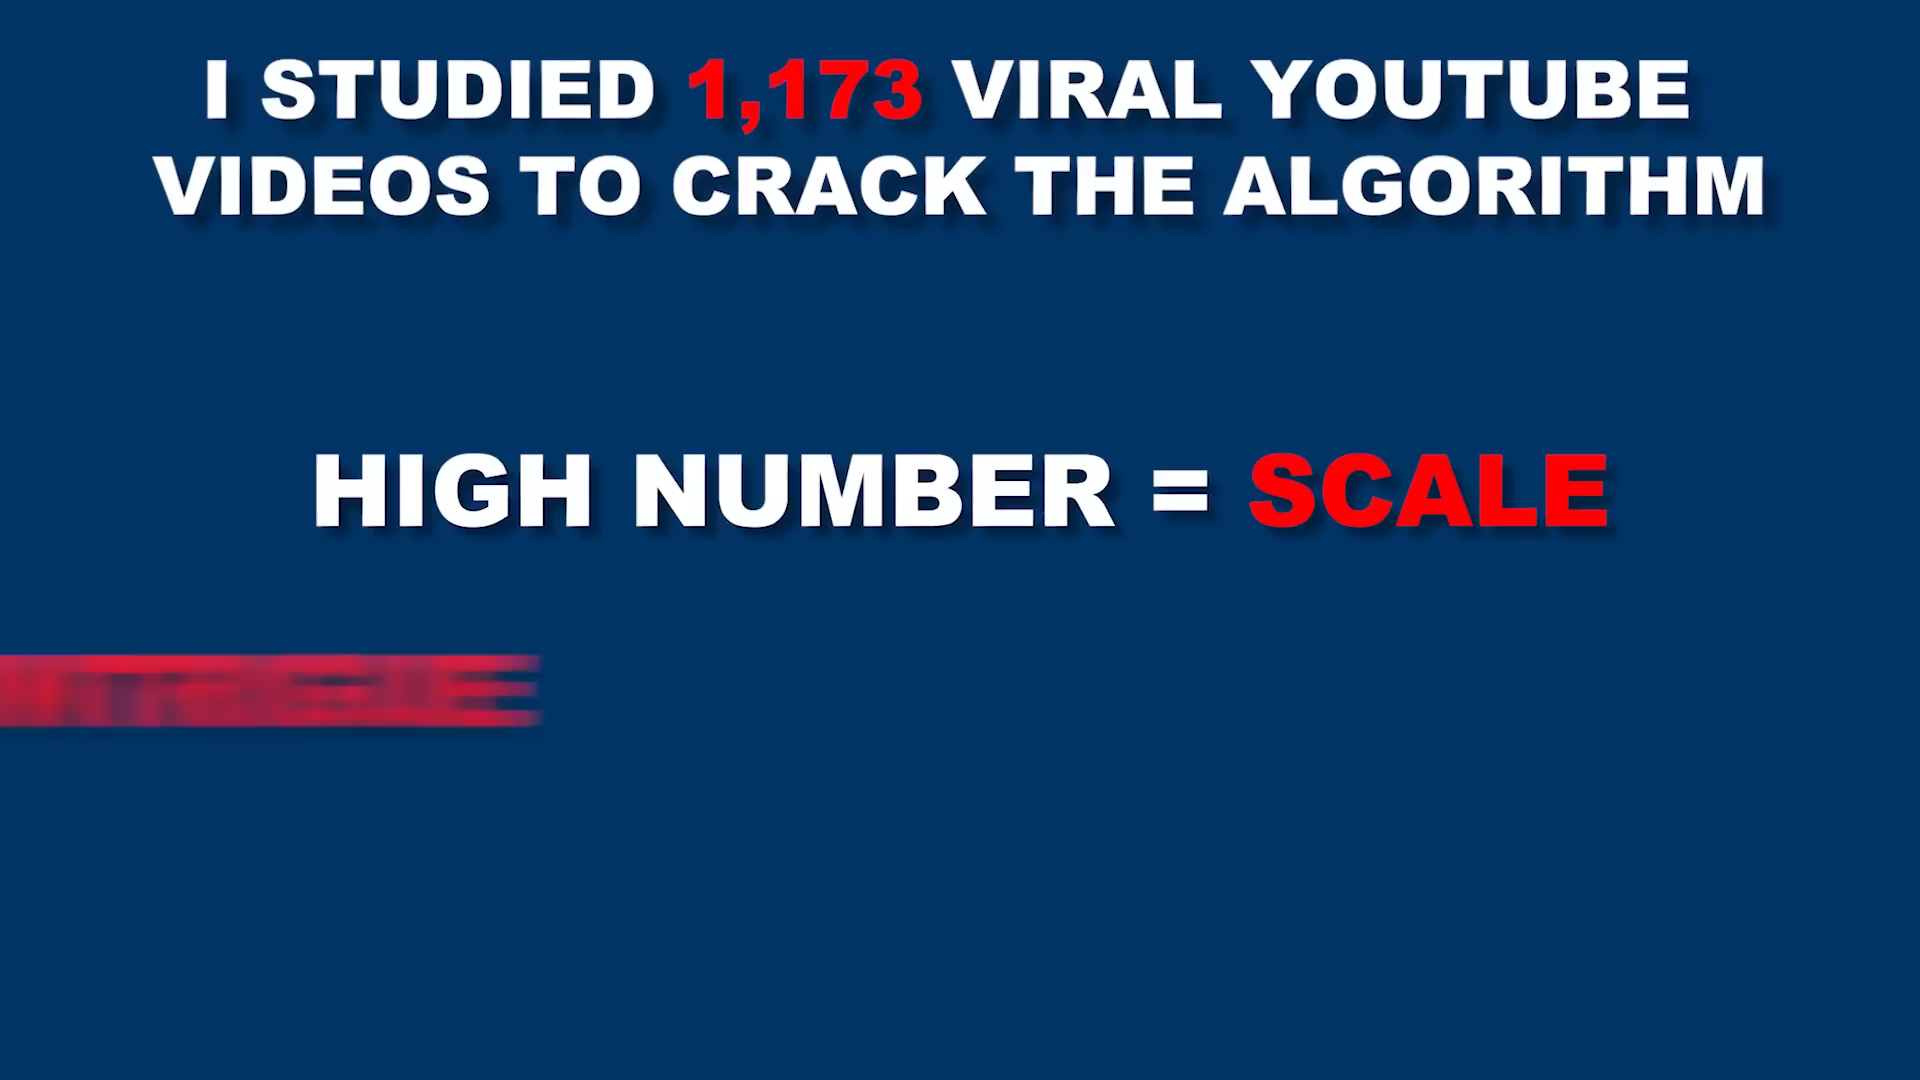 I STUDIED 1,173 VIRAL YOUTUBE
VIDEOS TO CRACK THE ALGORITHM
HIGH NUMBER = SCALE